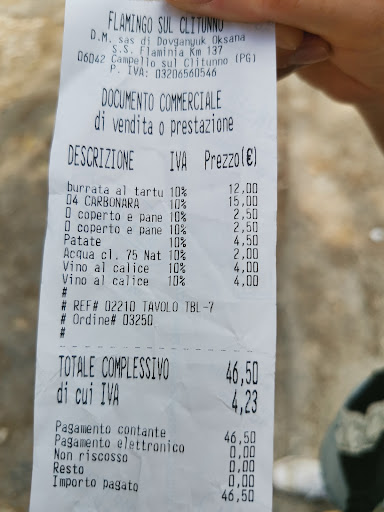 FLAMINGO SUL CLITUNNO
D.M. sas di Dovganyuk Oksana
S.S. Flaminia Km 137
06042 Campello sul Clitunno (PG)
P. IVA: 03206560546
DOCUMENTO COMMERCIALE
di vendita o prestazione
DESCRIZIONE IVA Prezzo(€)
burrata al tartu 10% 12,00
04 CARBONARA 10% 15,00
0 coperto e pane 10% 2,50
0 coperto e pane 10% 2,50
Patate 10% 4,50
Acqua cl. 75 Nat 10% 2,00
Vino al calice 10% 4,00
Vino al calice 10% 4,00
#
# REF# 02210 TAVOLO TBL-7
# Ordine# 03250
#
TOTALE COMPLESSIVO 46,50
di cui IVA 4,23
Pagamento contante 46,50
Pagamento elettronico 0,00
Non riscosso 0,00
Resto 0,00
Importo pagato 46,50